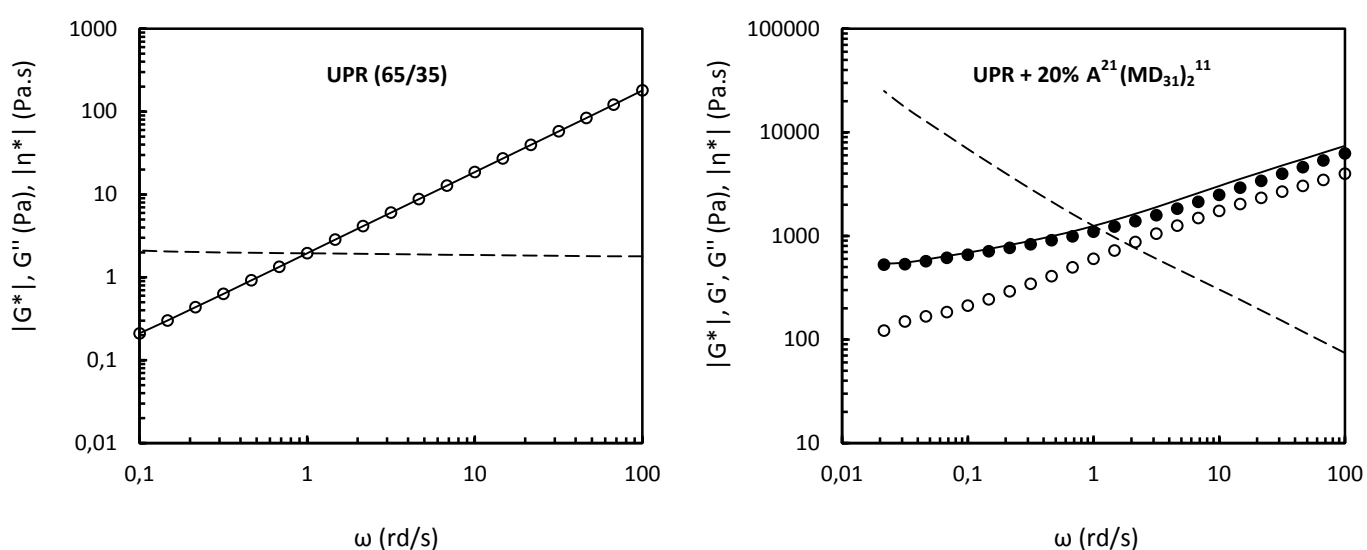 |G*|, G'' (Pa), |η*| (Pa.s)
1000
100
10
1
0,1
0,01
UPR (65/35)
0,1 1 10 100
ω (rd/s)
|G*|, G', G'' (Pa), |η*| (Pa.s)
100000
10000
1000
100
10
UPR + 20% A²¹(MD₃₁)₂¹¹
0,01 0,1 1 10 100
ω (rd/s)